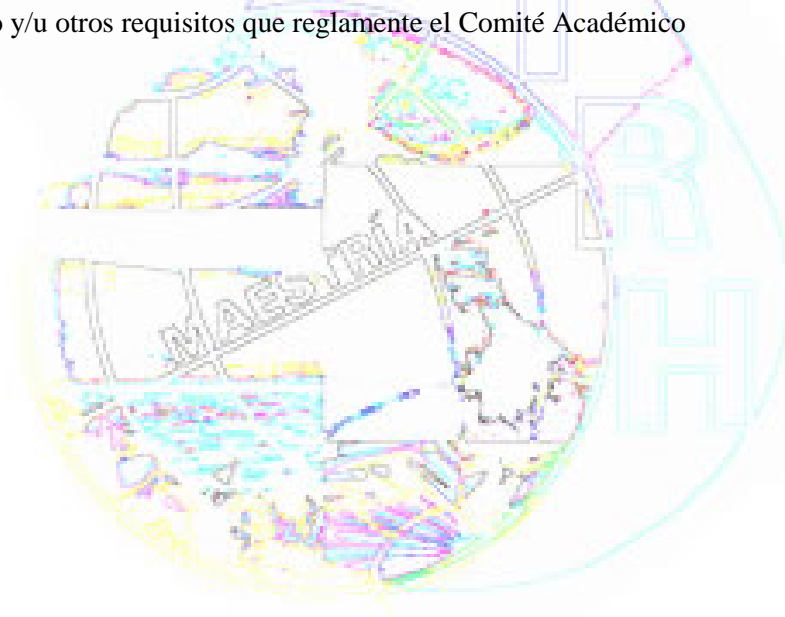 o y/u otros requisitos que reglamente el Comité Académico
MAESTRÍA
R
H